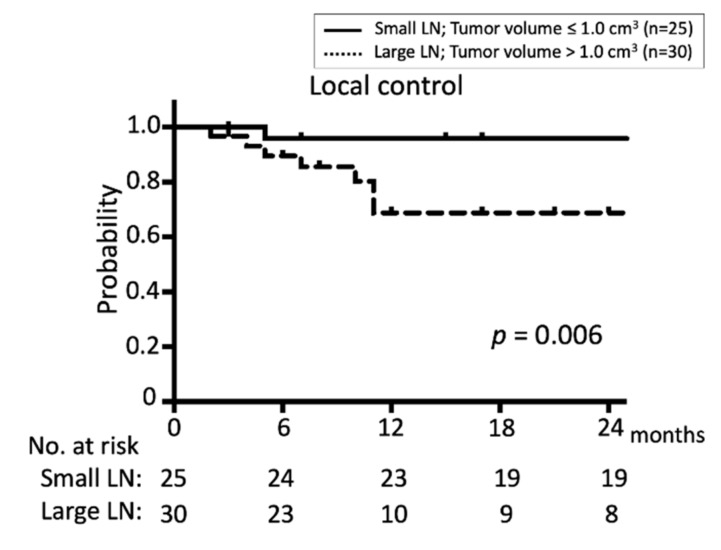 Small LN; Tumor volume ≤ 1.0 cm³ (n=25)
Large LN; Tumor volume > 1.0 cm³ (n=30)
Local control
Probability
1.0
0.8
0.6
0.4
0.2
0
p = 0.006
0 6 12 18 24 months
No. at risk
Small LN: 25 24 23 19 19
Large LN: 30 23 10 9 8